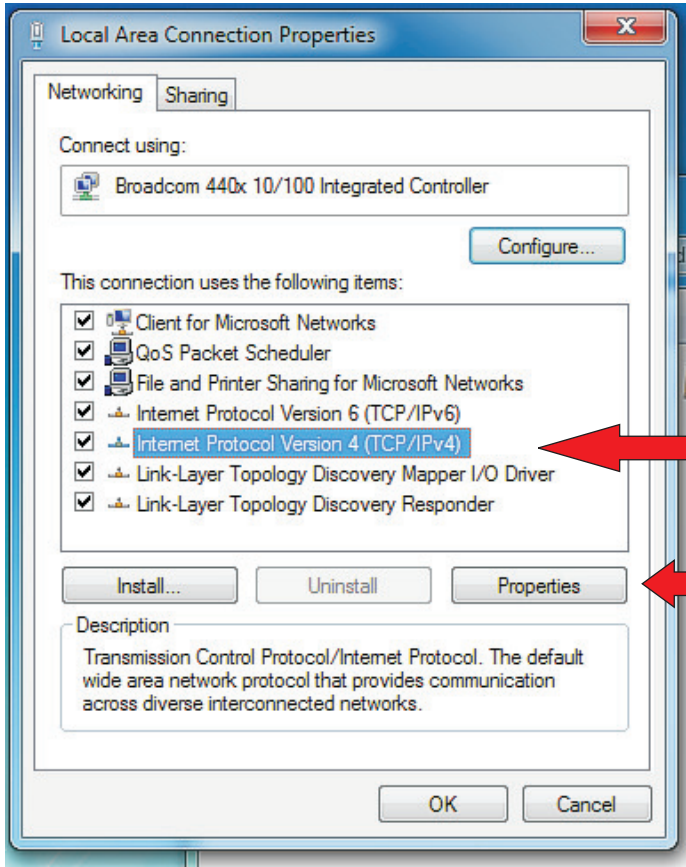 Local Area Connection Properties
Networking Sharing
Connect using:
Broadcom 440x 10/100 Integrated Controller
Configure...
This connection uses the following items:
Client for Microsoft Networks
QoS Packet Scheduler
File and Printer Sharing for Microsoft Networks
Internet Protocol Version 6 (TCP/IPv6)
Internet Protocol Version 4 (TCP/IPv4)
Link-Layer Topology Discovery Mapper I/O Driver
Link-Layer Topology Discovery Responder
Install... Uninstall Properties
Description
Transmission Control Protocol/Internet Protocol. The default
wide area network protocol that provides communication
across diverse interconnected networks.
OK Cancel